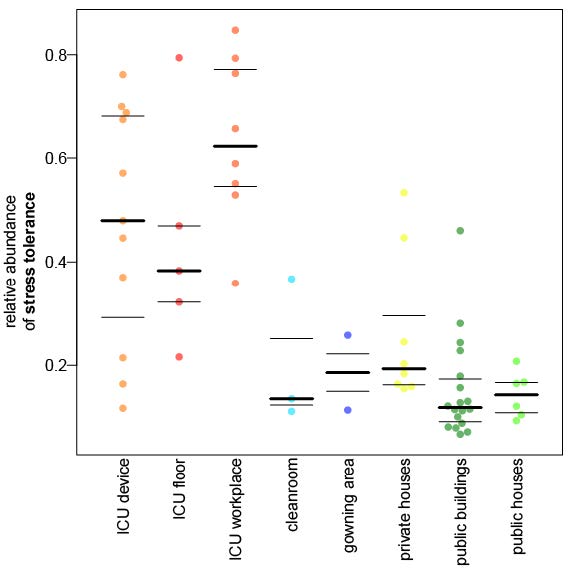 relative abundance
of stress tolerance
0.8
0.6
0.4
0.2
ICU device
ICU floor
ICU workplace
cleanroom
gowning area
private houses
public buildings
public houses